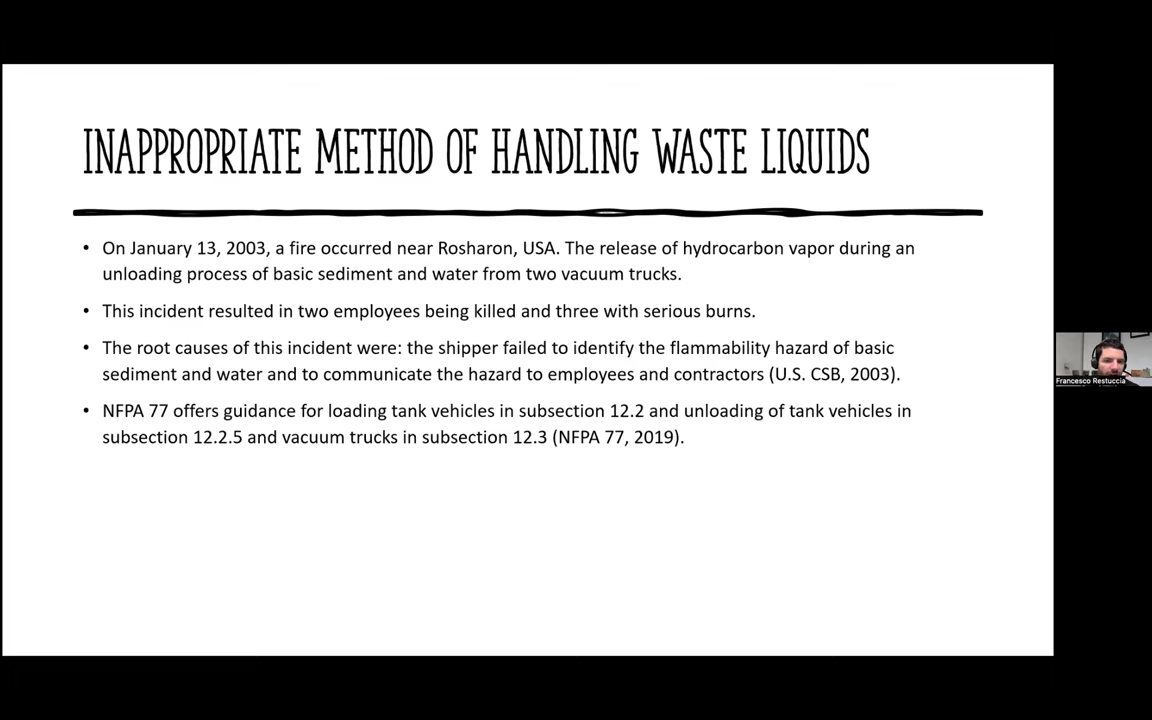 INAPPROPRIATE METHOD OF HANDLING WASTE LIQUIDS
• On January 13, 2003, a fire occurred near Rosharon, USA. The release of hydrocarbon vapor during an
unloading process of basic sediment and water from two vacuum trucks.
• This incident resulted in two employees being killed and three with serious burns.
• The root causes of this incident were: the shipper failed to identify the flammability hazard of basic
sediment and water and to communicate the hazard to employees and contractors (U.S. CSB, 2003).
• NFPA 77 offers guidance for loading tank vehicles in subsection 12.2 and unloading of tank vehicles in
subsection 12.2.5 and vacuum trucks in subsection 12.3 (NFPA 77, 2019).
Francesco Restuccia